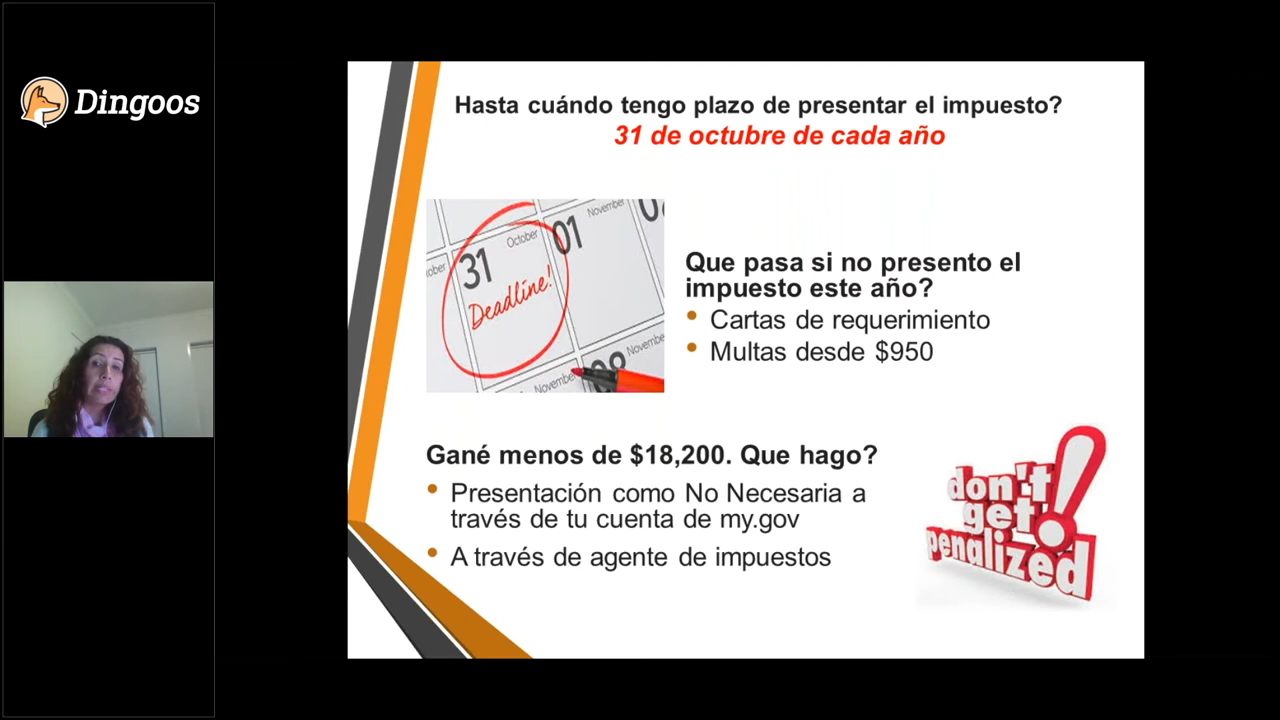 Dingoos
Hasta cuándo tengo plazo de presentar el impuesto?
31 de octubre de cada año
October
November
31
01
Deadline!
Que pasa si no presento el
impuesto este año?
Cartas de requerimiento
Multas desde $950
November
November
Gané menos de $18,200. Que hago?
Presentación como No Necesaria a
través de tu cuenta de my.gov
A través de agente de impuestos
don't
get
penalized!